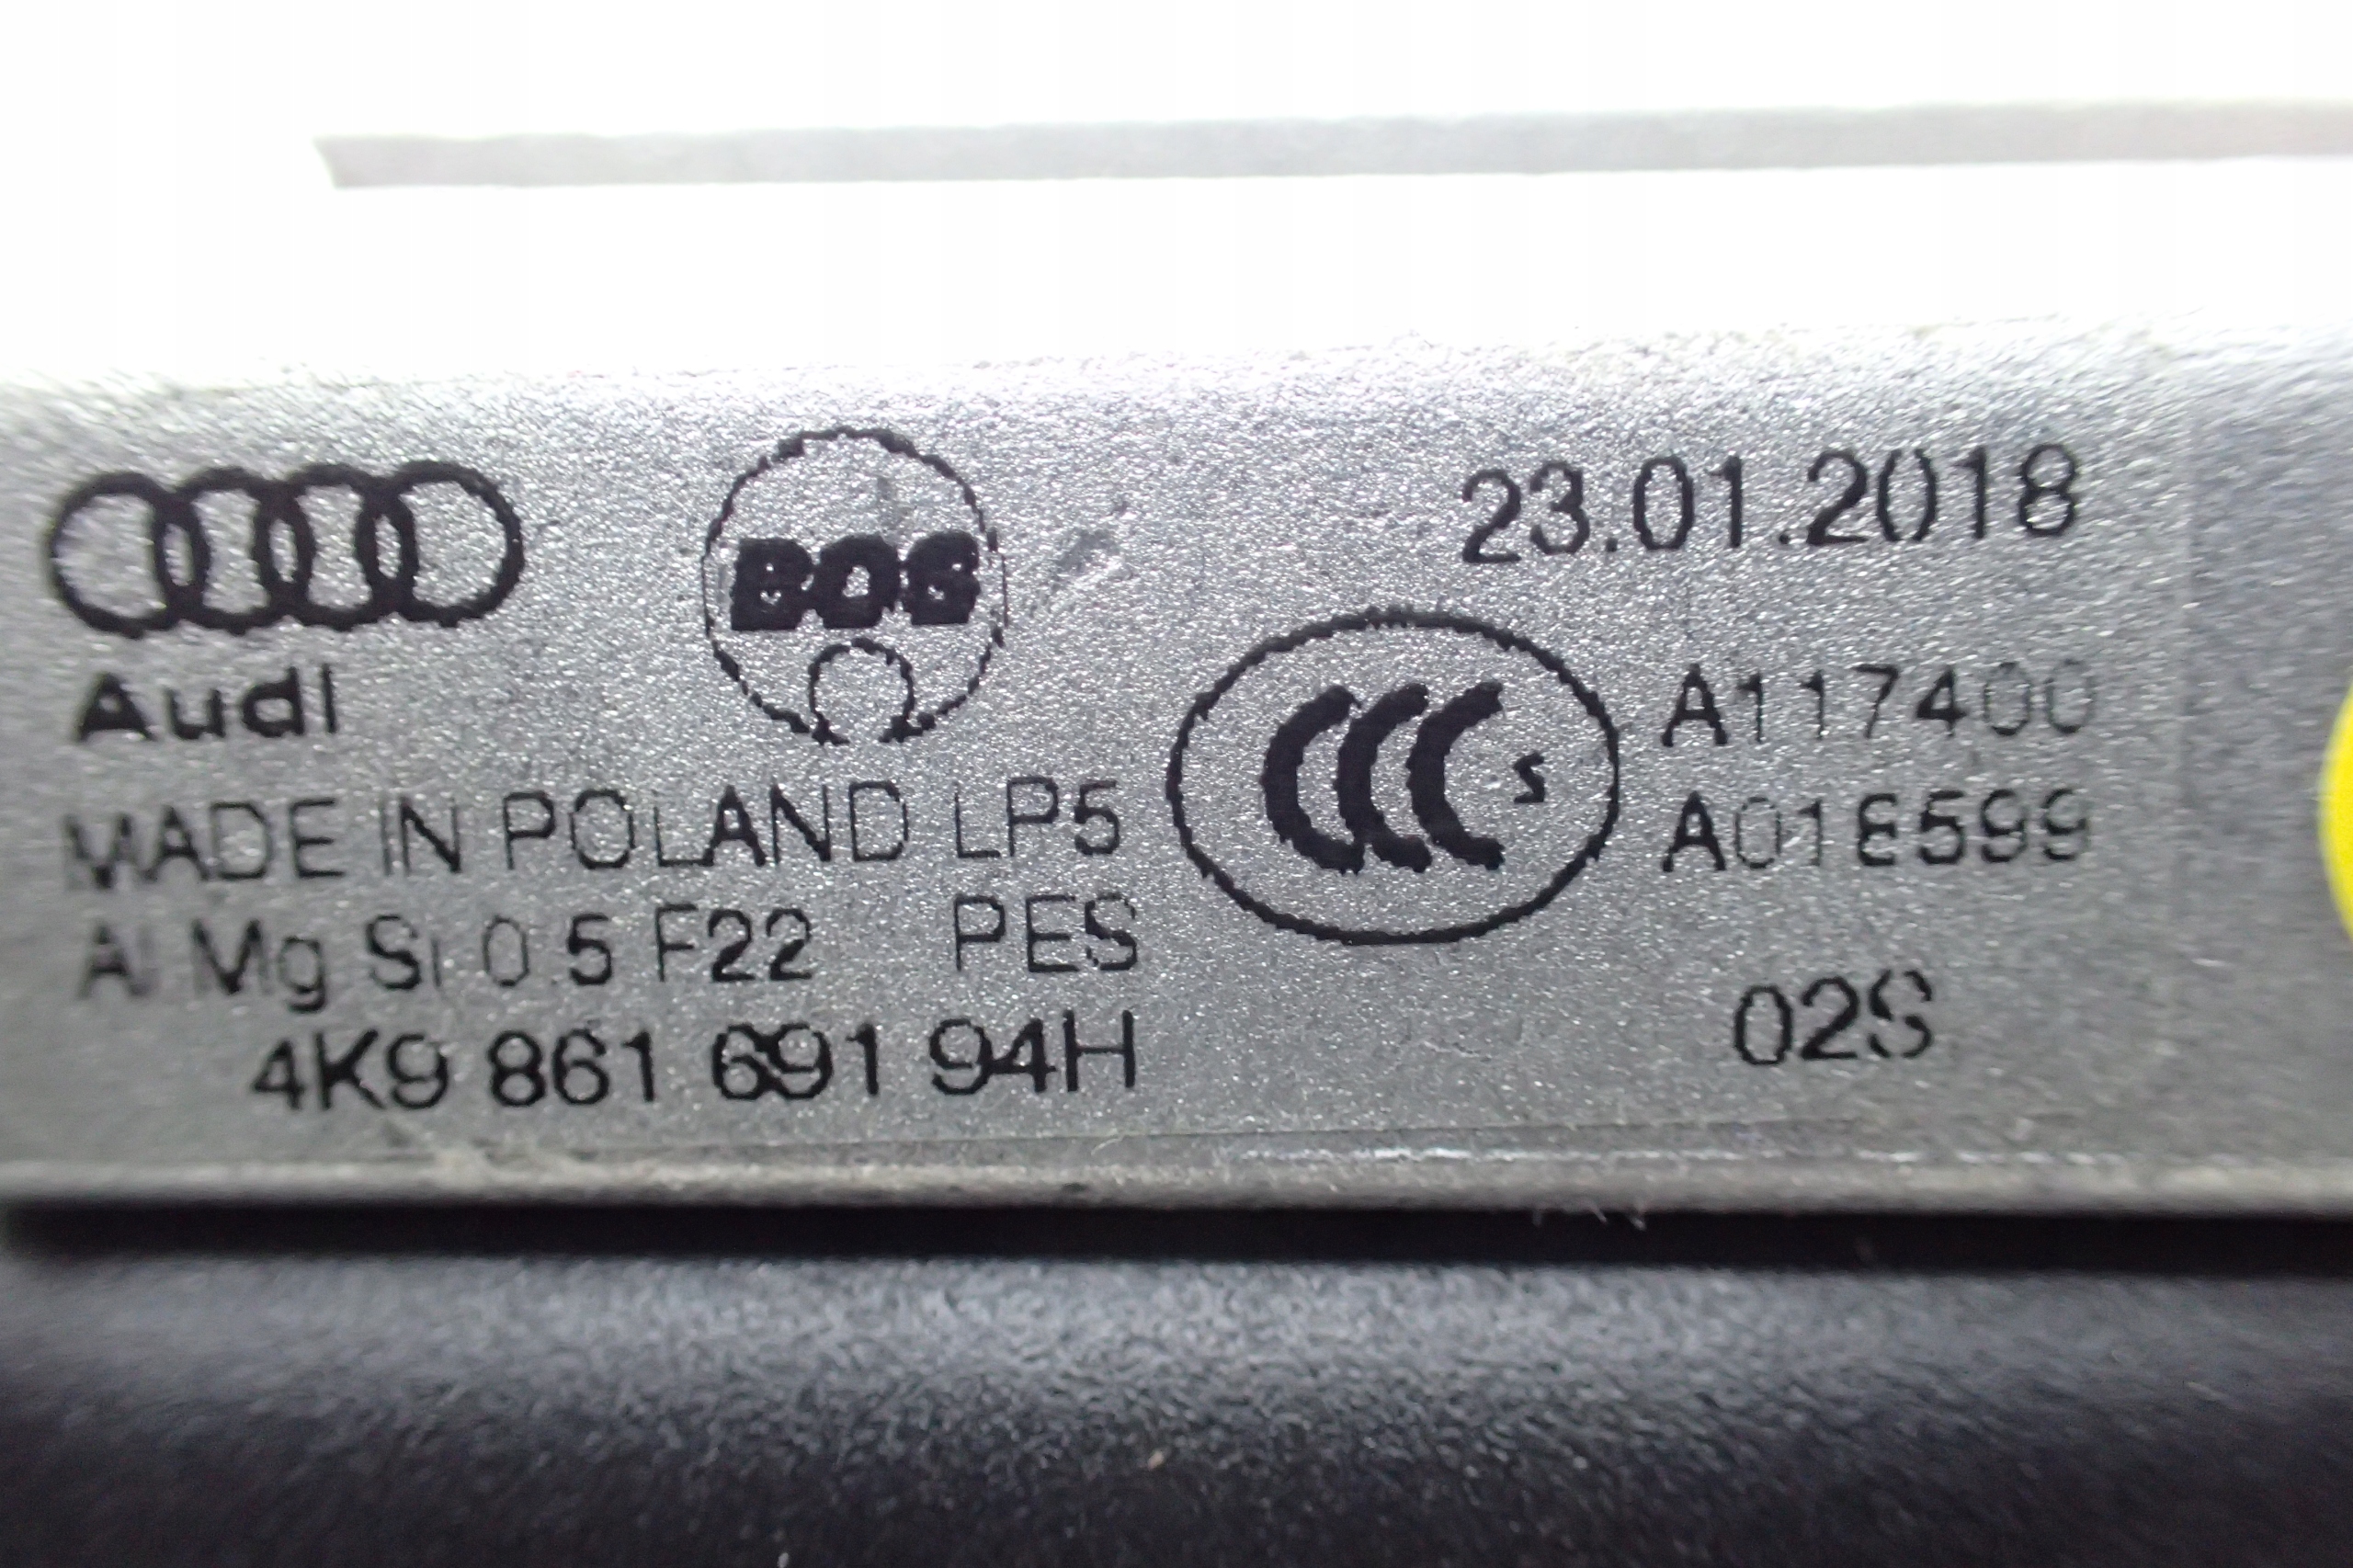 BOS
23.01.2018
Audi
CCC S
A117400
MADE IN POLAND LP5
A018599
Al Mg Si 0.5 F22 PES
02S
4K9 861 691 94H